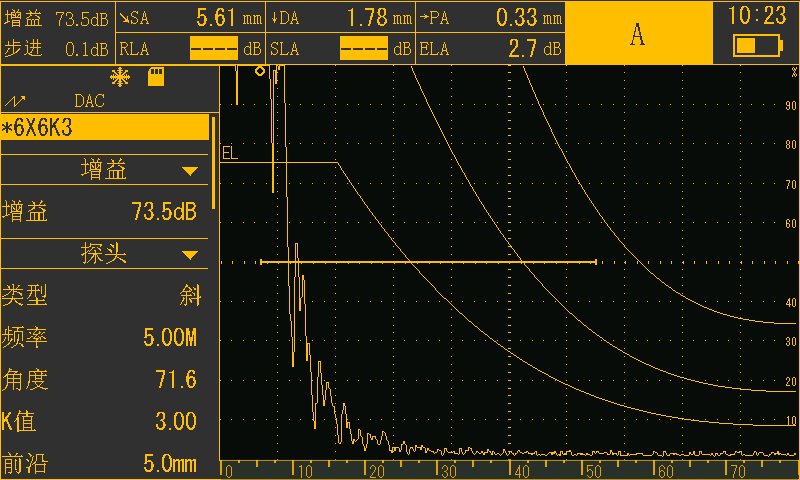 增益 73.5dB ↘SA 5.61 mm ↓DA 1.78 mm →PA 0.33 mm A 10:23
步进 0.1dB RLA ---- dB SLA ---- dB ELA 2.7 dB
DAC
*6X6K3
增益
增益 73.5dB
探头
类型 斜
频率 5.00M
角度 71.6
K值 3.00
前沿 5.0mm
%
90
80
EL
70
60
40
30
20
10
0 10 20 30 40 50 60 70